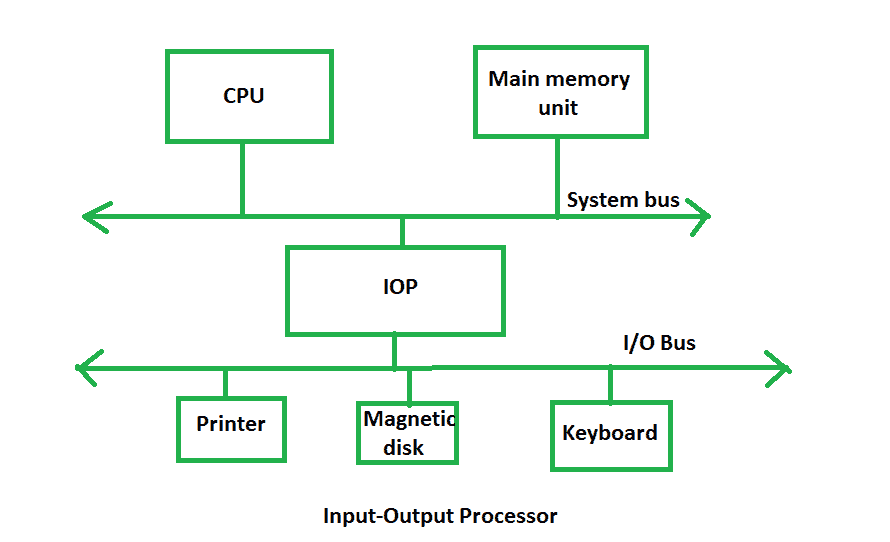 CPU
Main memory
unit
System bus
IOP
I/O Bus
Printer
Magnetic
disk
Keyboard
Input-Output Processor